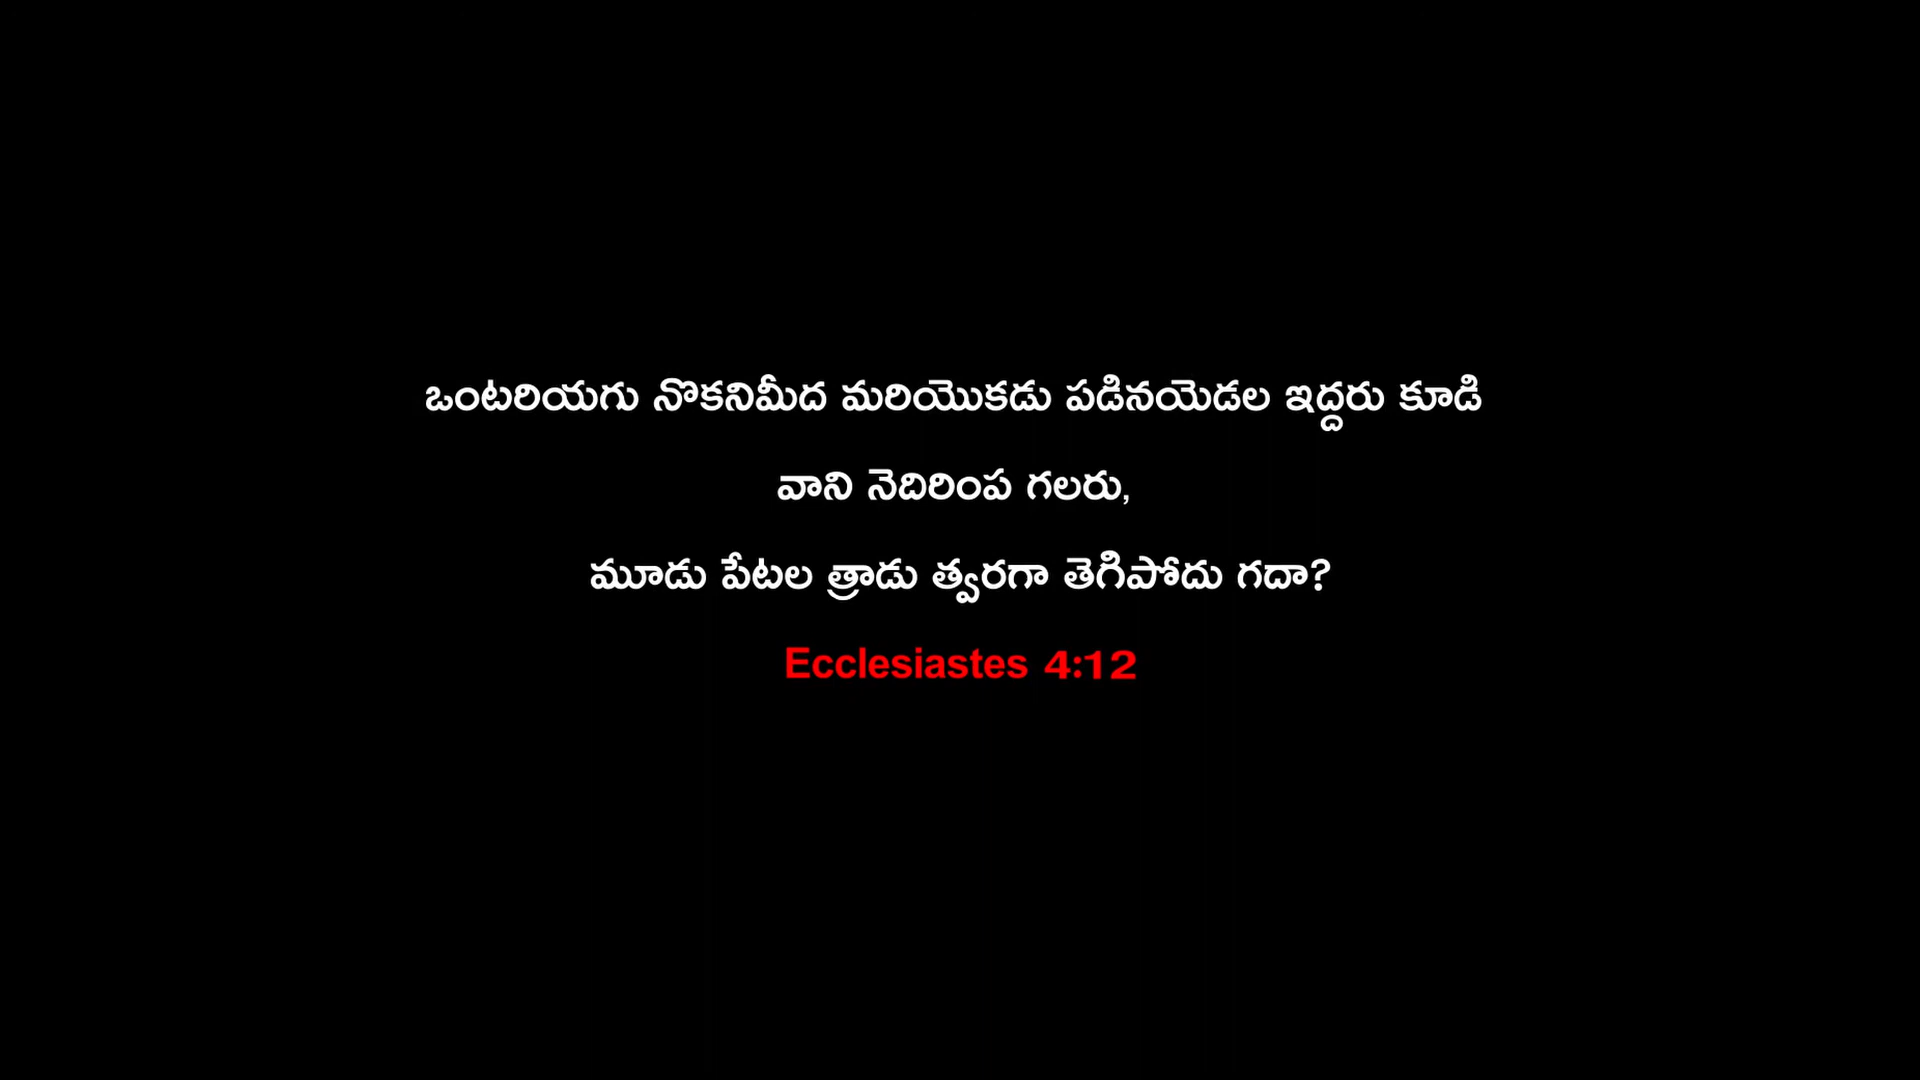 ఒంటరియగు నొకనిమీద మరియొకడు పడినయెడల ఇద్దరు కూడి
వాని నెదిరింప గలరు,
మూడు పేటల త్రాడు త్వరగా తెగిపోదు గదా?
Ecclesiastes 4:12